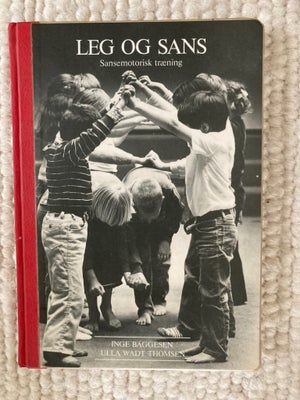 LEG OG SANS
Sansemotorisk træning
INGE BAGGESEN
ULLA WADT THOMSEN